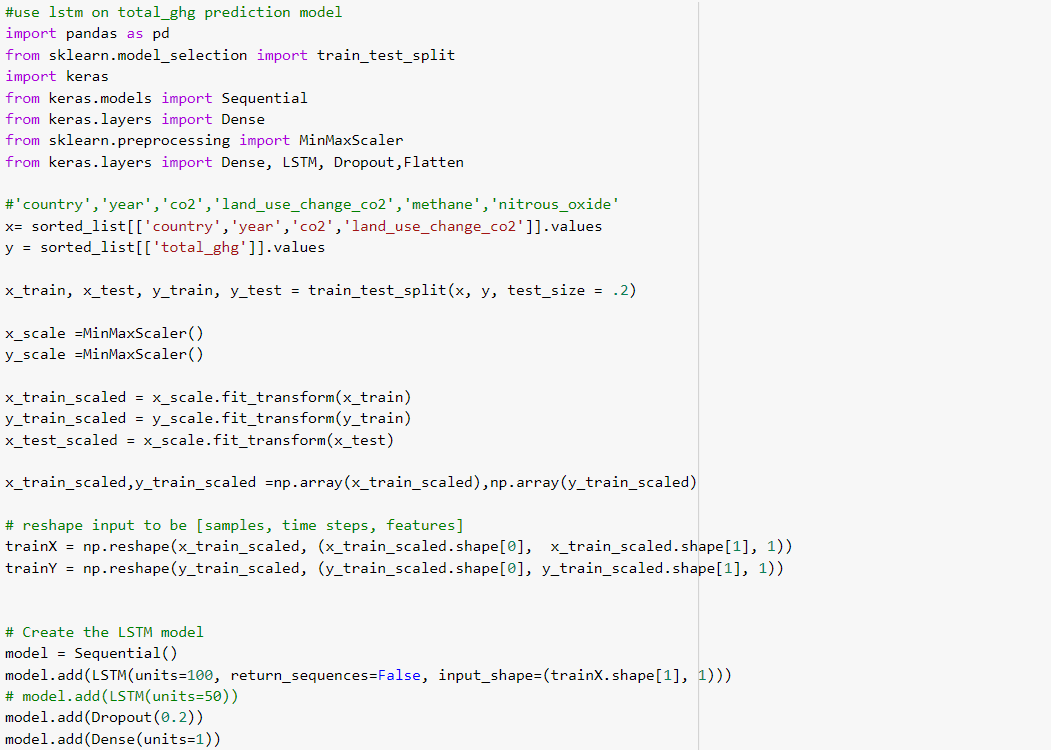 #use lstm on total_ghg prediction model
import pandas as pd
from sklearn.model_selection import train_test_split
import keras
from keras.models import Sequential
from keras.layers import Dense
from sklearn.preprocessing import MinMaxScaler
from keras.layers import Dense, LSTM, Dropout,Flatten
#'country','year','co2','land_use_change_co2','methane','nitrous_oxide'
x= sorted_list[['country','year','co2','land_use_change_co2']].values
y = sorted_list[['total_ghg']].values
x_train, x_test, y_train, y_test = train_test_split(x, y, test_size = .2)
x_scale =MinMaxScaler()
y_scale =MinMaxScaler()
x_train_scaled = x_scale.fit_transform(x_train)
y_train_scaled = y_scale.fit_transform(y_train)
x_test_scaled = x_scale.fit_transform(x_test)
x_train_scaled,y_train_scaled =np.array(x_train_scaled),np.array(y_train_scaled)
# reshape input to be [samples, time steps, features]
trainX = np.reshape(x_train_scaled, (x_train_scaled.shape[0],  x_train_scaled.shape[1], 1))
trainY = np.reshape(y_train_scaled, (y_train_scaled.shape[0], y_train_scaled.shape[1], 1))
# Create the LSTM model
model = Sequential()
model.add(LSTM(units=100, return_sequences=False, input_shape=(trainX.shape[1], 1)))
# model.add(LSTM(units=50))
model.add(Dropout(0.2))
model.add(Dense(units=1))